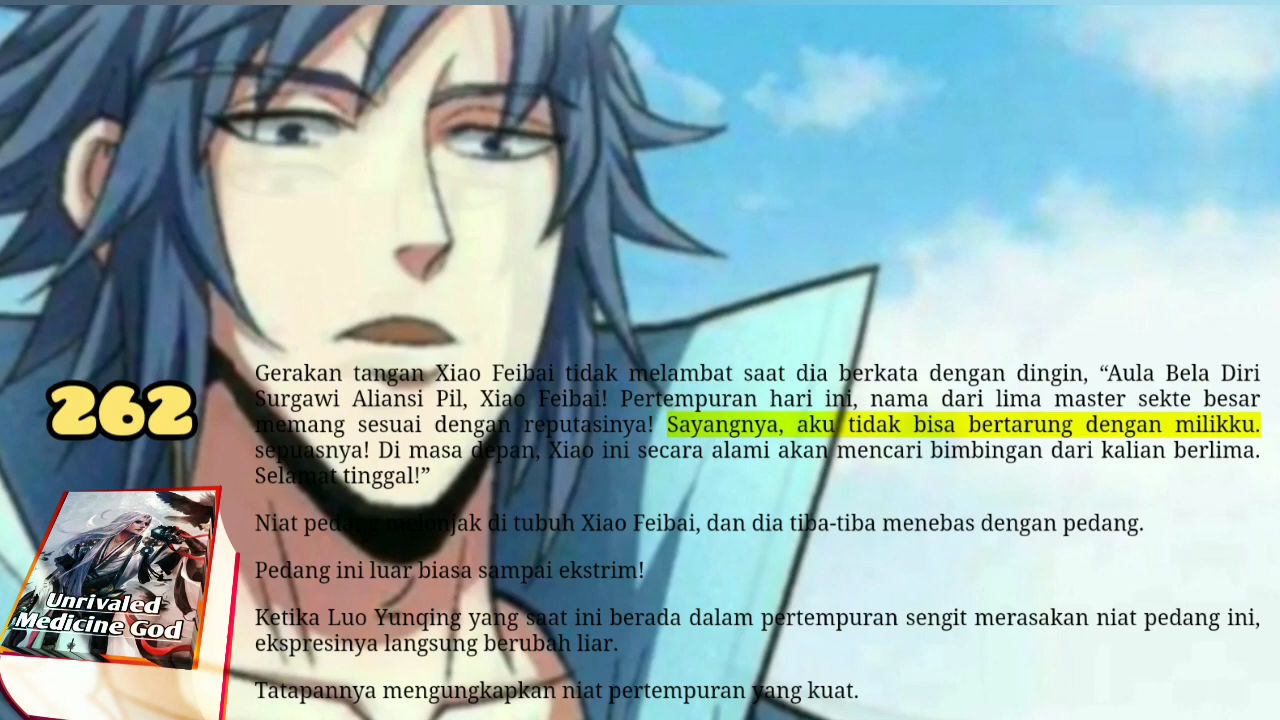 Gerakan tangan Xiao Feibai tidak melambat saat dia berkata dengan dingin, “Aula Bela Diri
Surgawi Aliansi Pil, Xiao Feibai! Pertempuran hari ini, nama dari lima master sekte besar
memang sesuai dengan reputasinya! Sayangnya, aku tidak bisa bertarung dengan milikku.
sepuasnya! Di masa depan, Xiao ini secara alami akan mencari bimbingan dari kalian berlima.
Selamat tinggal!”
262
Niat pedang melonjak di tubuh Xiao Feibai, dan dia tiba-tiba menebas dengan pedang.
Pedang ini luar biasa sampai ekstrim!
Ketika Luo Yunqing yang saat ini berada dalam pertempuran sengit merasakan niat pedang ini,
ekspresinya langsung berubah liar.
Tatapannya mengungkapkan niat pertempuran yang kuat.
Unrivaled
Medicine God